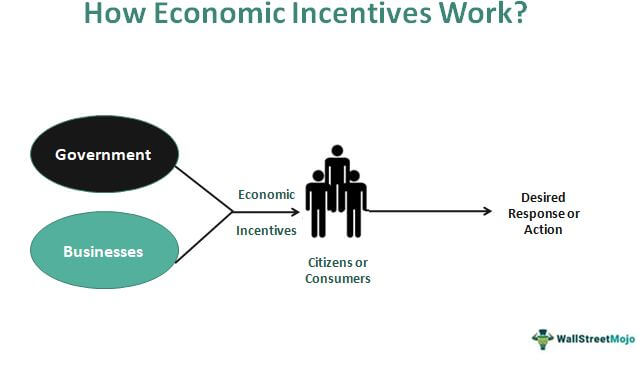 How Economic Incentives Work?
Government
Businesses
Economic
Incentives
Citizens or
Consumers
Desired
Response or
Action
WallStreetMojo